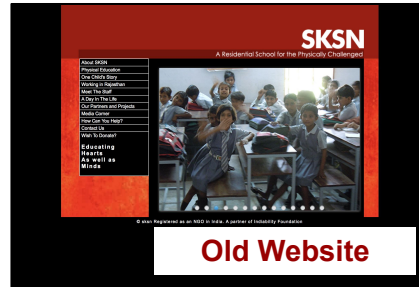 SKSN
A Residential School for the Physically Challenged
About SKSN
Physical Education
One Child's Story
Working in Rajasthan
Meet The Staff
A Day In The Life
Our Partners and Projects
Media Corner
How Can You Help?
Contact Us
Wish To Donate?
Educating
Hearts
As well as
Minds
© sksn Registered as an NGO in India. A partner of Indiability Foundation
Old Website